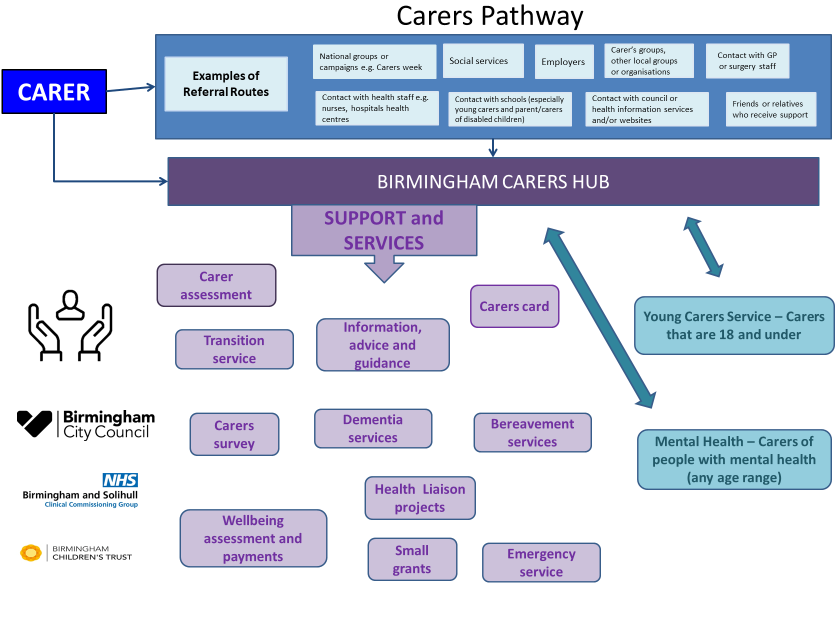 Carers Pathway
CARER
Examples of
Referral Routes
National groups or
campaigns e.g. Carers week
Social services
Employers
Carer's groups,
other local groups
or organisations
Contact with GP
or surgery staff
Contact with health staff e.g.
nurses, hospitals health
centres
Contact with schools (especially
young carers and parent/carers
of disabled children)
Contact with council or
health information services
and/or websites
Friends or relatives
who receive support
BIRMINGHAM CARERS HUB
SUPPORT and
SERVICES
Carer
assessment
Carers card
Transition
service
Information,
advice and
guidance
Young Carers Service – Carers
that are 18 and under
Birmingham
City Council
Carers
survey
Dementia
services
Bereavement
services
Mental Health – Carers of
people with mental health
(any age range)
NHS
Birmingham and Solihull
Clinical Commissioning Group
Health Liaison
projects
Wellbeing
assessment and
payments
Small
grants
Emergency
service
BIRMINGHAM
CHILDREN'S TRUST